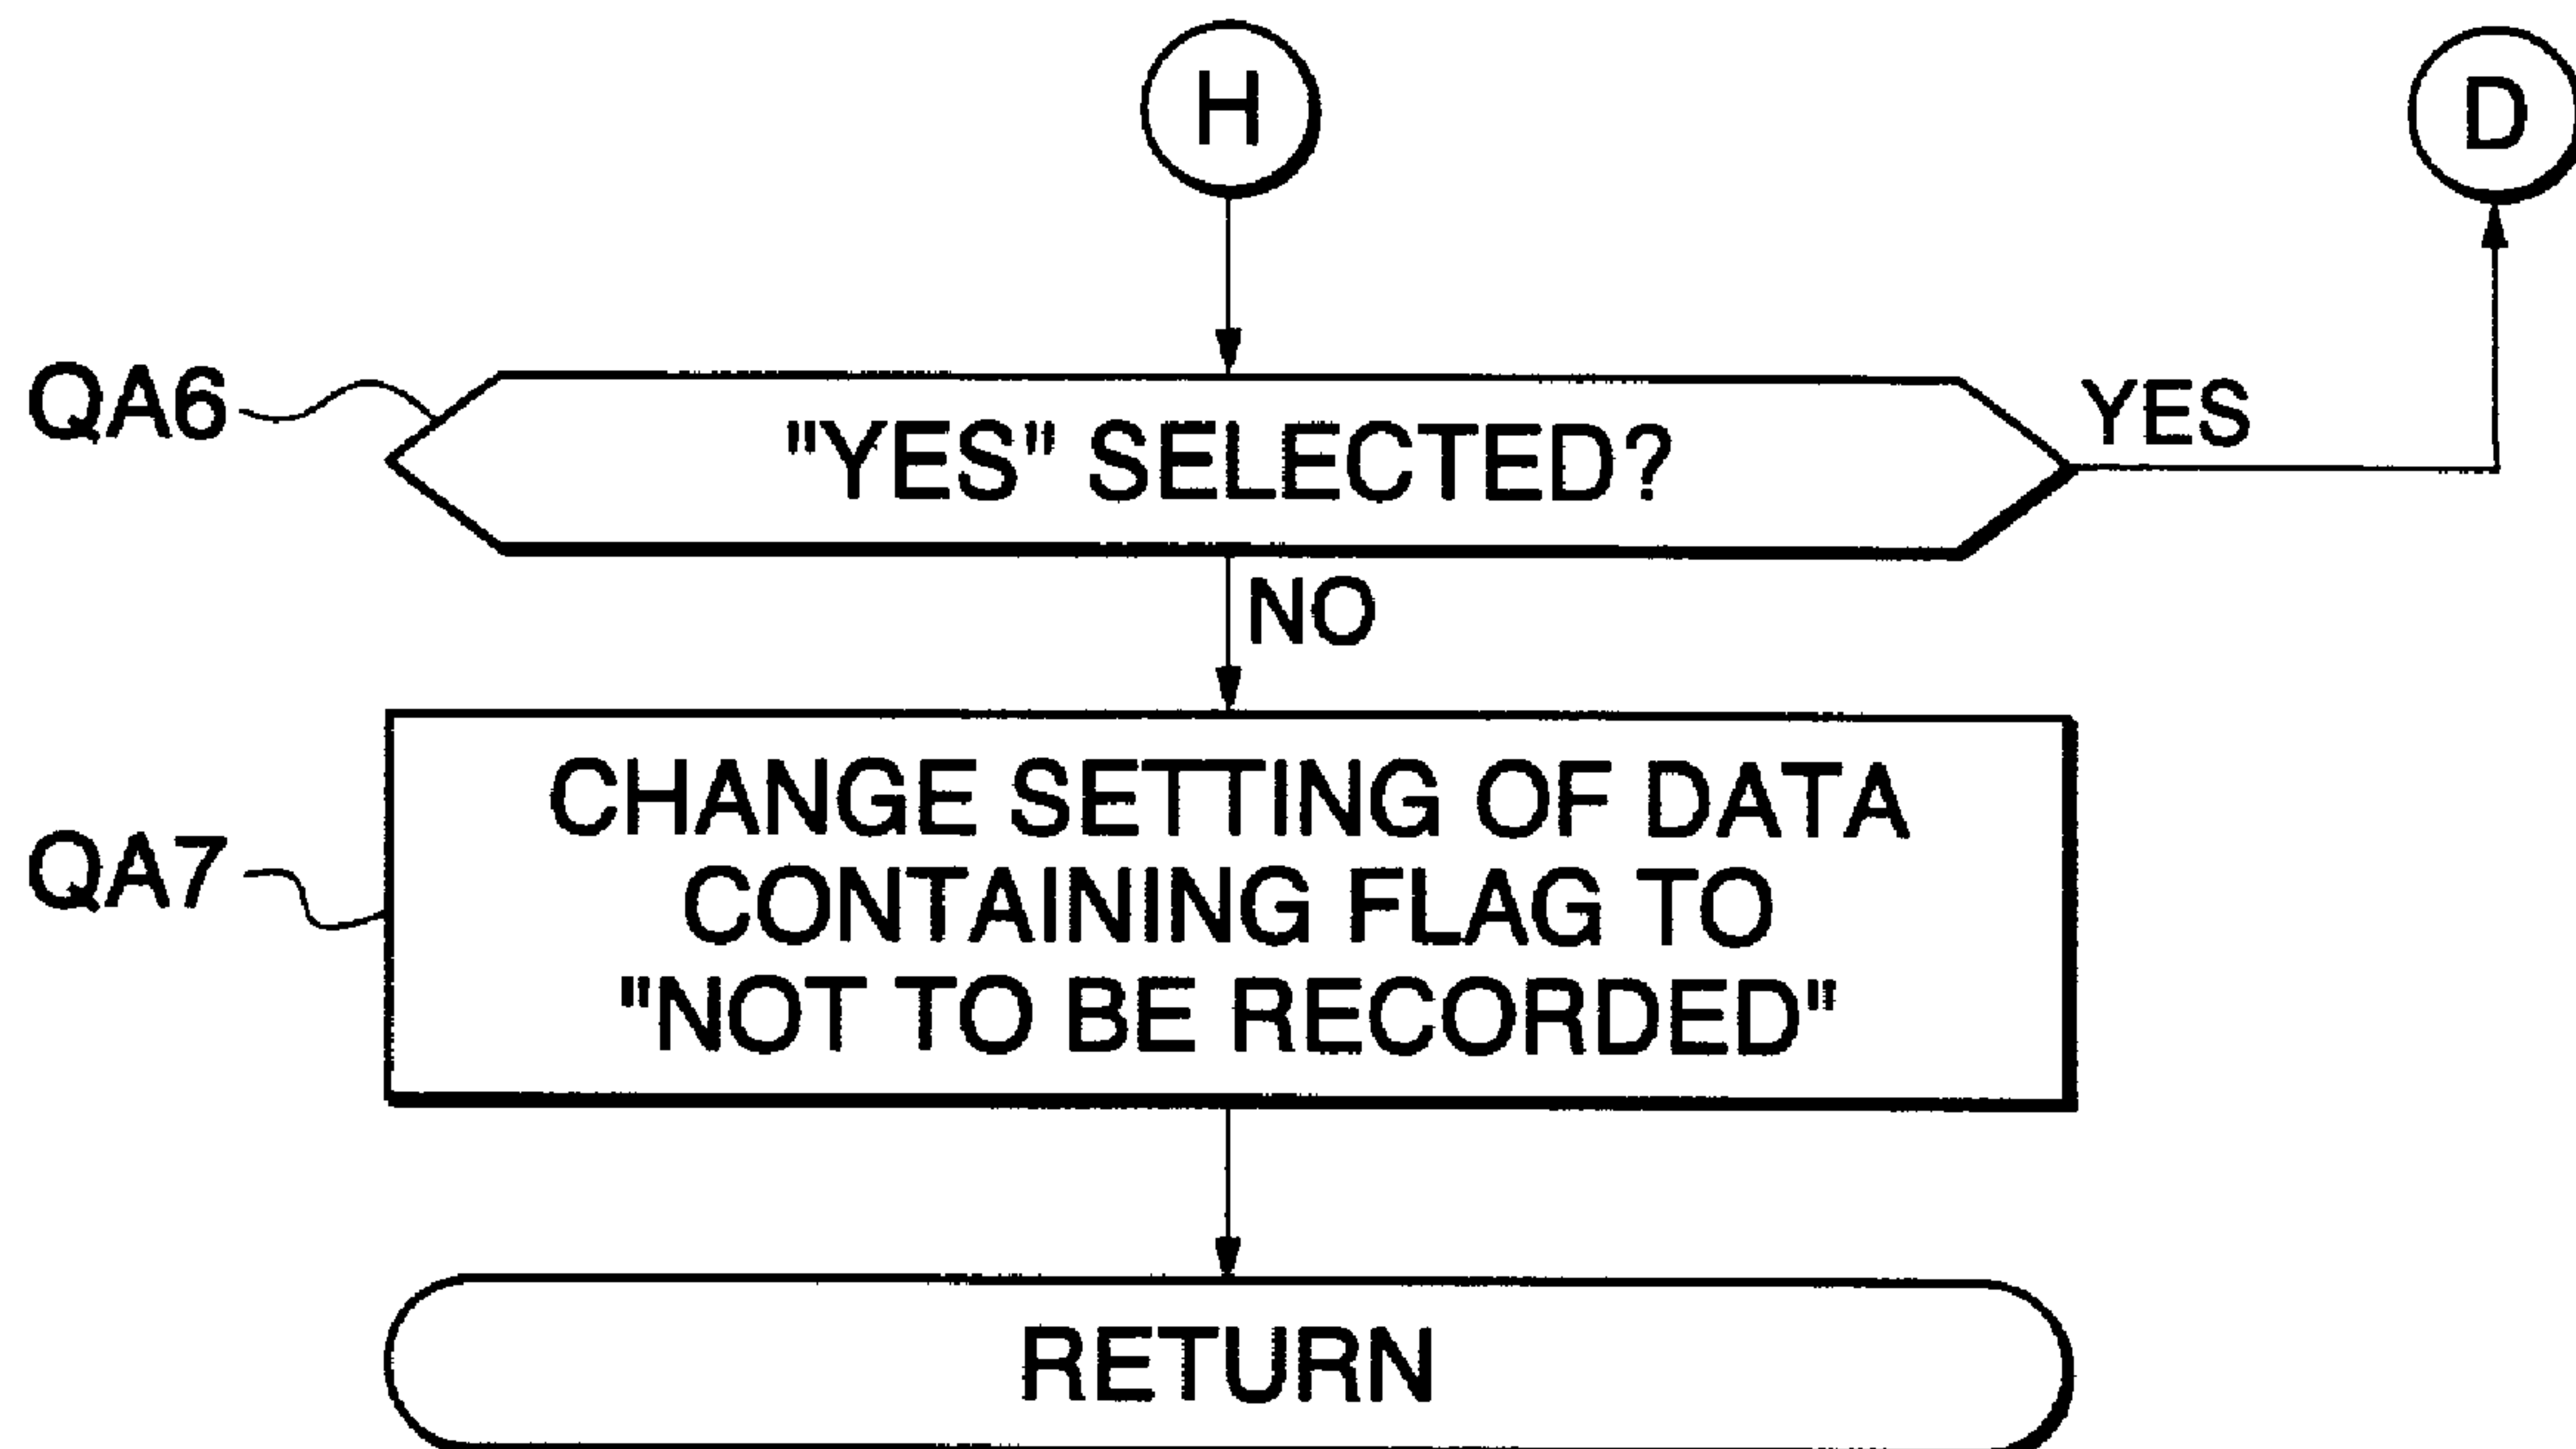 H
D
QA6
"YES" SELECTED?
YES
NO
QA7
CHANGE SETTING OF DATA
CONTAINING FLAG TO
"NOT TO BE RECORDED"
RETURN